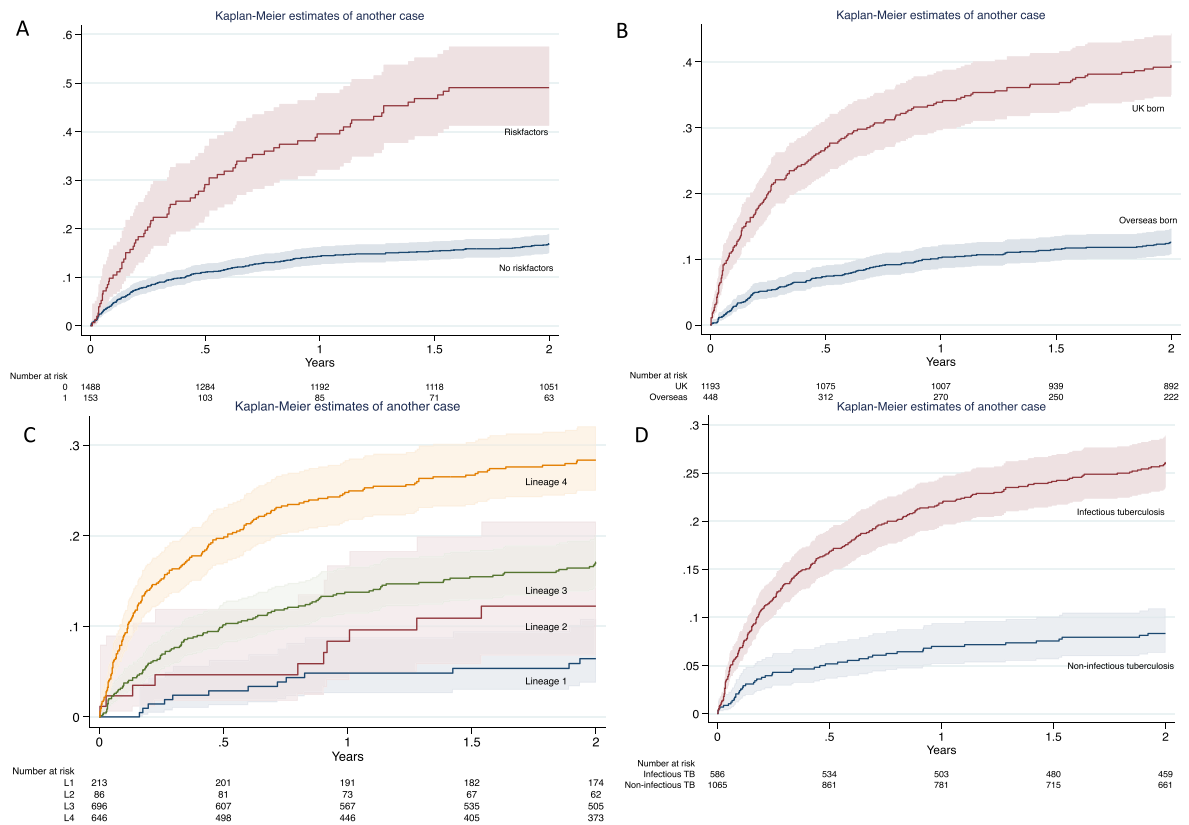 A
Kaplan-Meier estimates of another case
.6
.5
.4
.3
.2
.1
0
Riskfactors
No riskfactors
0 .5 1 1.5 2
Years
Number at risk
0 1488 1284 1192 1118 1051
1 153 103 85 71 63
B
Kaplan-Meier estimates of another case
.4
.3
.2
.1
0
UK born
Overseas born
0 .5 1 1.5 2
Years
Number at risk
UK 1193 1075 1007 939 892
Overseas 448 312 270 250 222
C
Kaplan-Meier estimates of another case
.3
.2
.1
0
Lineage 4
Lineage 3
Lineage 2
Lineage 1
0 .5 1 1.5 2
Years
Number at risk
L1 213 201 191 182 174
L2 86 81 73 67 62
L3 696 607 567 535 505
L4 646 498 446 405 373
D
Kaplan-Meier estimates of another case
.3
.25
.2
.15
.1
.05
0
Infectious tuberculosis
Non-infectious tuberculosis
0 .5 1 1.5 2
Years
Number at risk
Infectious TB 586 534 503 480 459
Non-infectious TB 1065 861 781 715 661